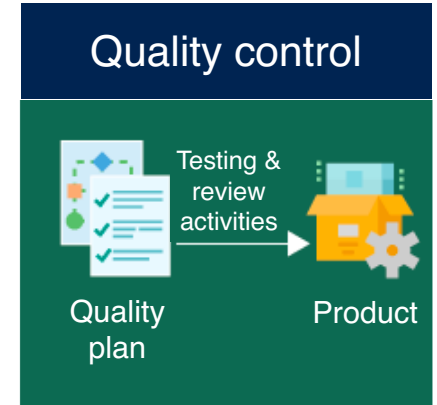 Quality control
Testing &
review
activities
Quality
plan
Product